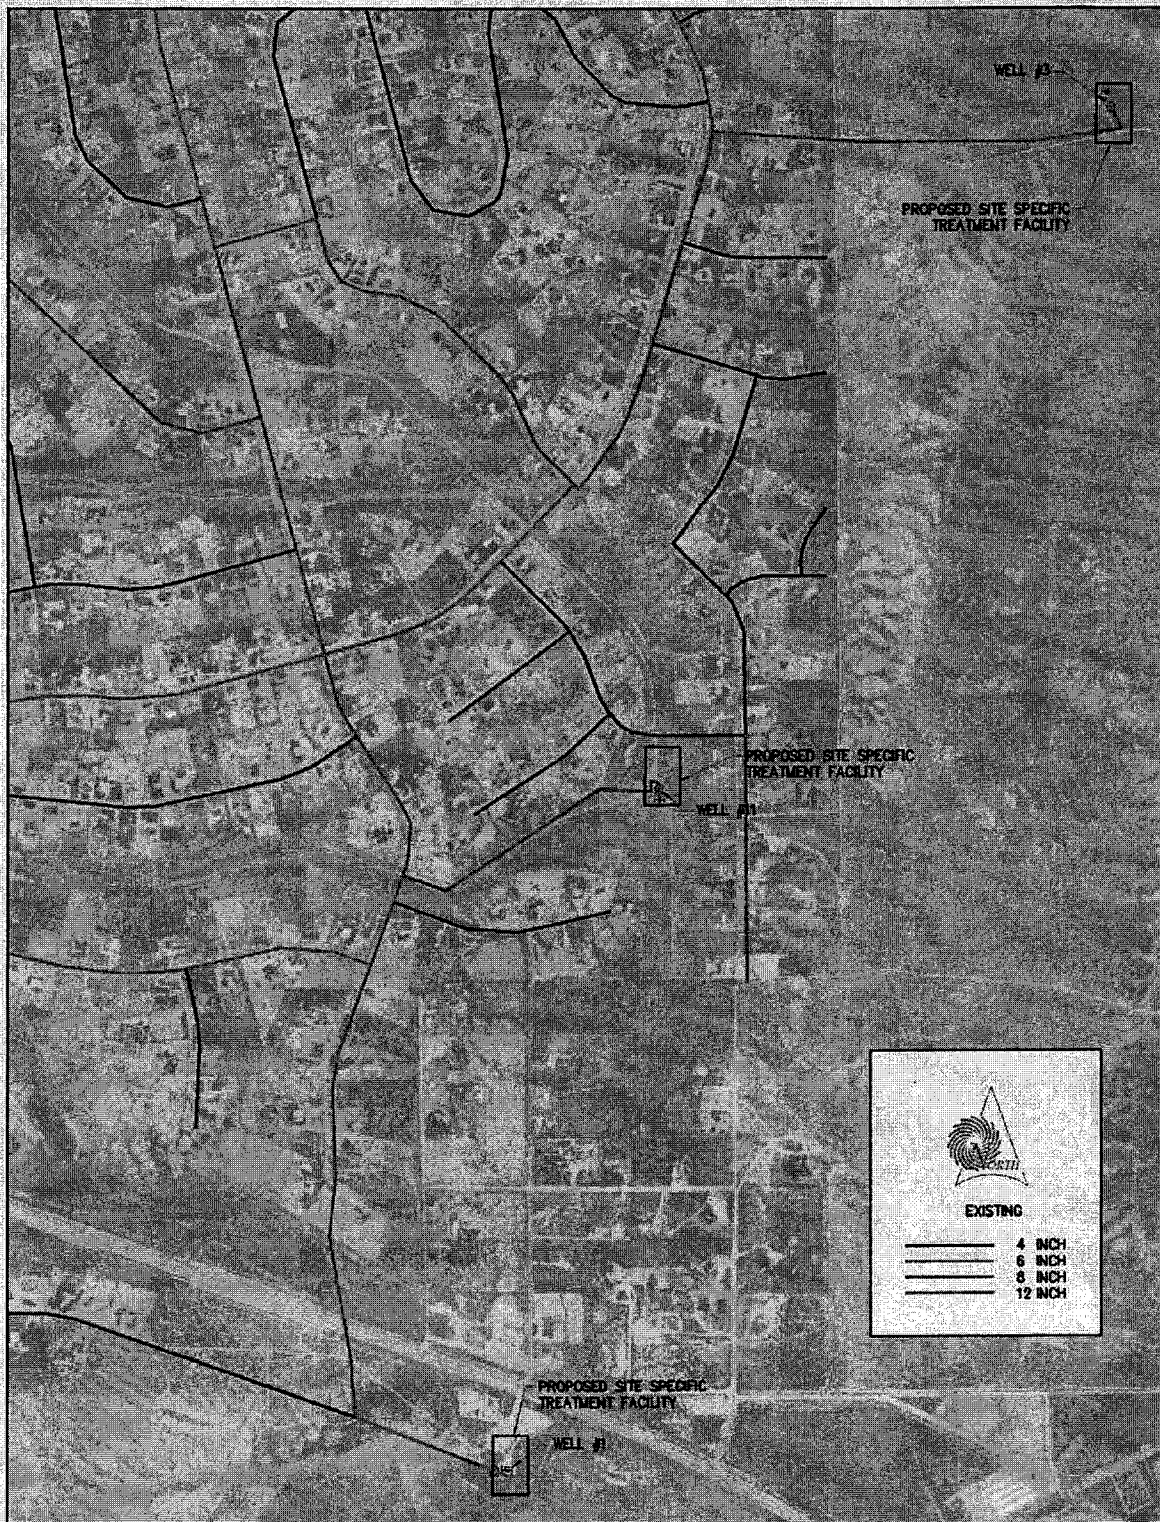 WELL #3
PROPOSED SITE SPECIFIC
TREATMENT FACILITY
PROPOSED SITE SPECIFIC
TREATMENT FACILITY
WELL
NORTH
EXISTING
4 INCH
6 INCH
8 INCH
12 INCH
PROPOSED SITE SPECIFIC
TREATMENT FACILITY
WELL #1